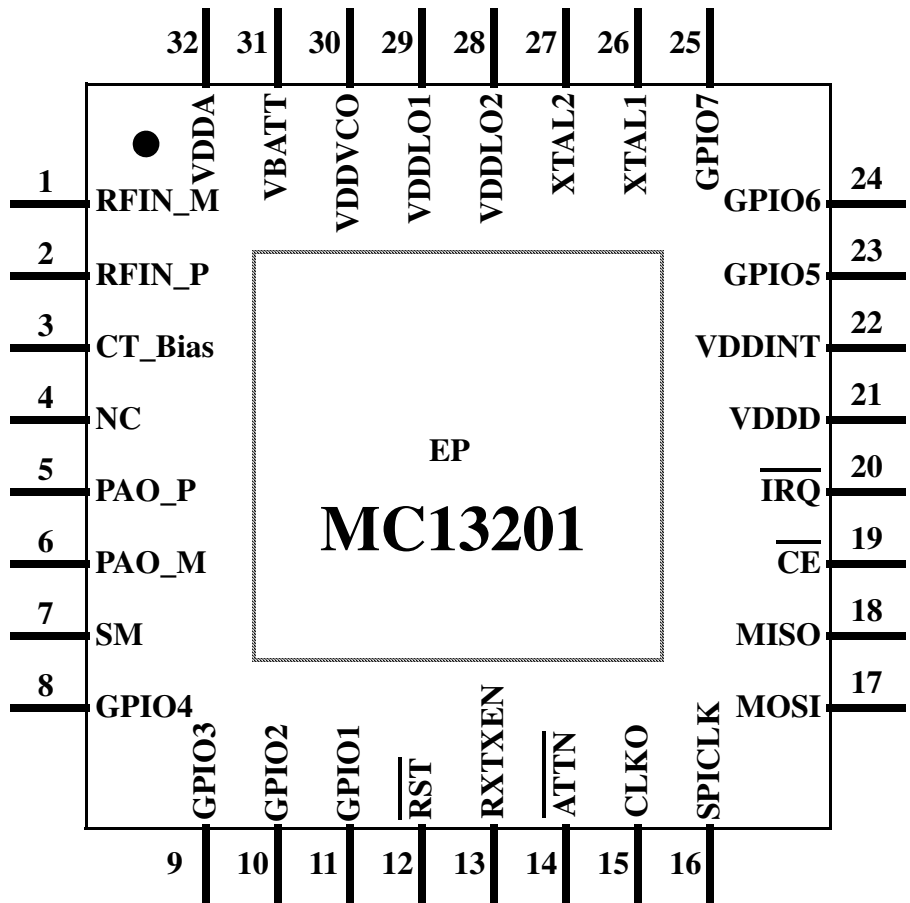 32 31 30 29 28 27 26 25
VDDA
VBATT
VDDVCO
VDDLO1
VDDLO2
XTAL2
XTAL1
GPIO7
1 RFIN_M
2 RFIN_P
3 CT_Bias
4 NC
5 PAO_P
6 PAO_M
7 SM
8 GPIO4
GPIO6 24
GPIO5 23
VDDINT 22
VDDD 21
IRQ 20
CE 19
MISO 18
MOSI 17
EP
MC13201
GPIO3
GPIO2
GPIO1
RST
RXTXEN
ATTN
CLKO
SPICLK
9 10 11 12 13 14 15 16